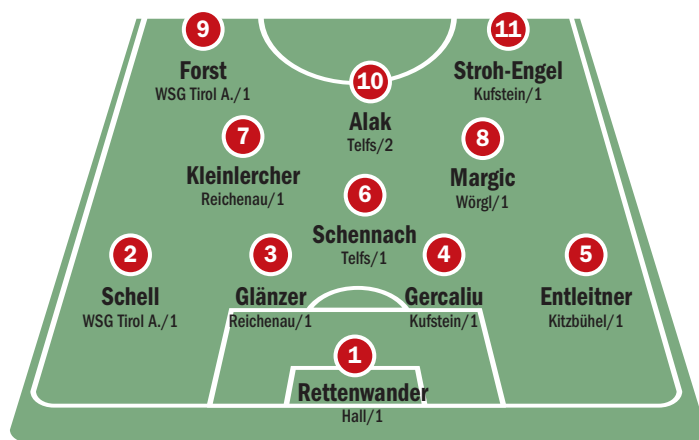 9
Forst
WSG Tirol A./1
11
Stroh-Engel
Kufstein/1
10
Alak
Telfs/2
7
Kleinlercher
Reichenau/1
8
Margic
Wörgl/1
6
Schennach
Telfs/1
2
Schell
WSG Tirol A./1
3
Glänzer
Reichenau/1
4
Gercaliu
Kufstein/1
5
Entleitner
Kitzbühel/1
1
Rettenwander
Hall/1